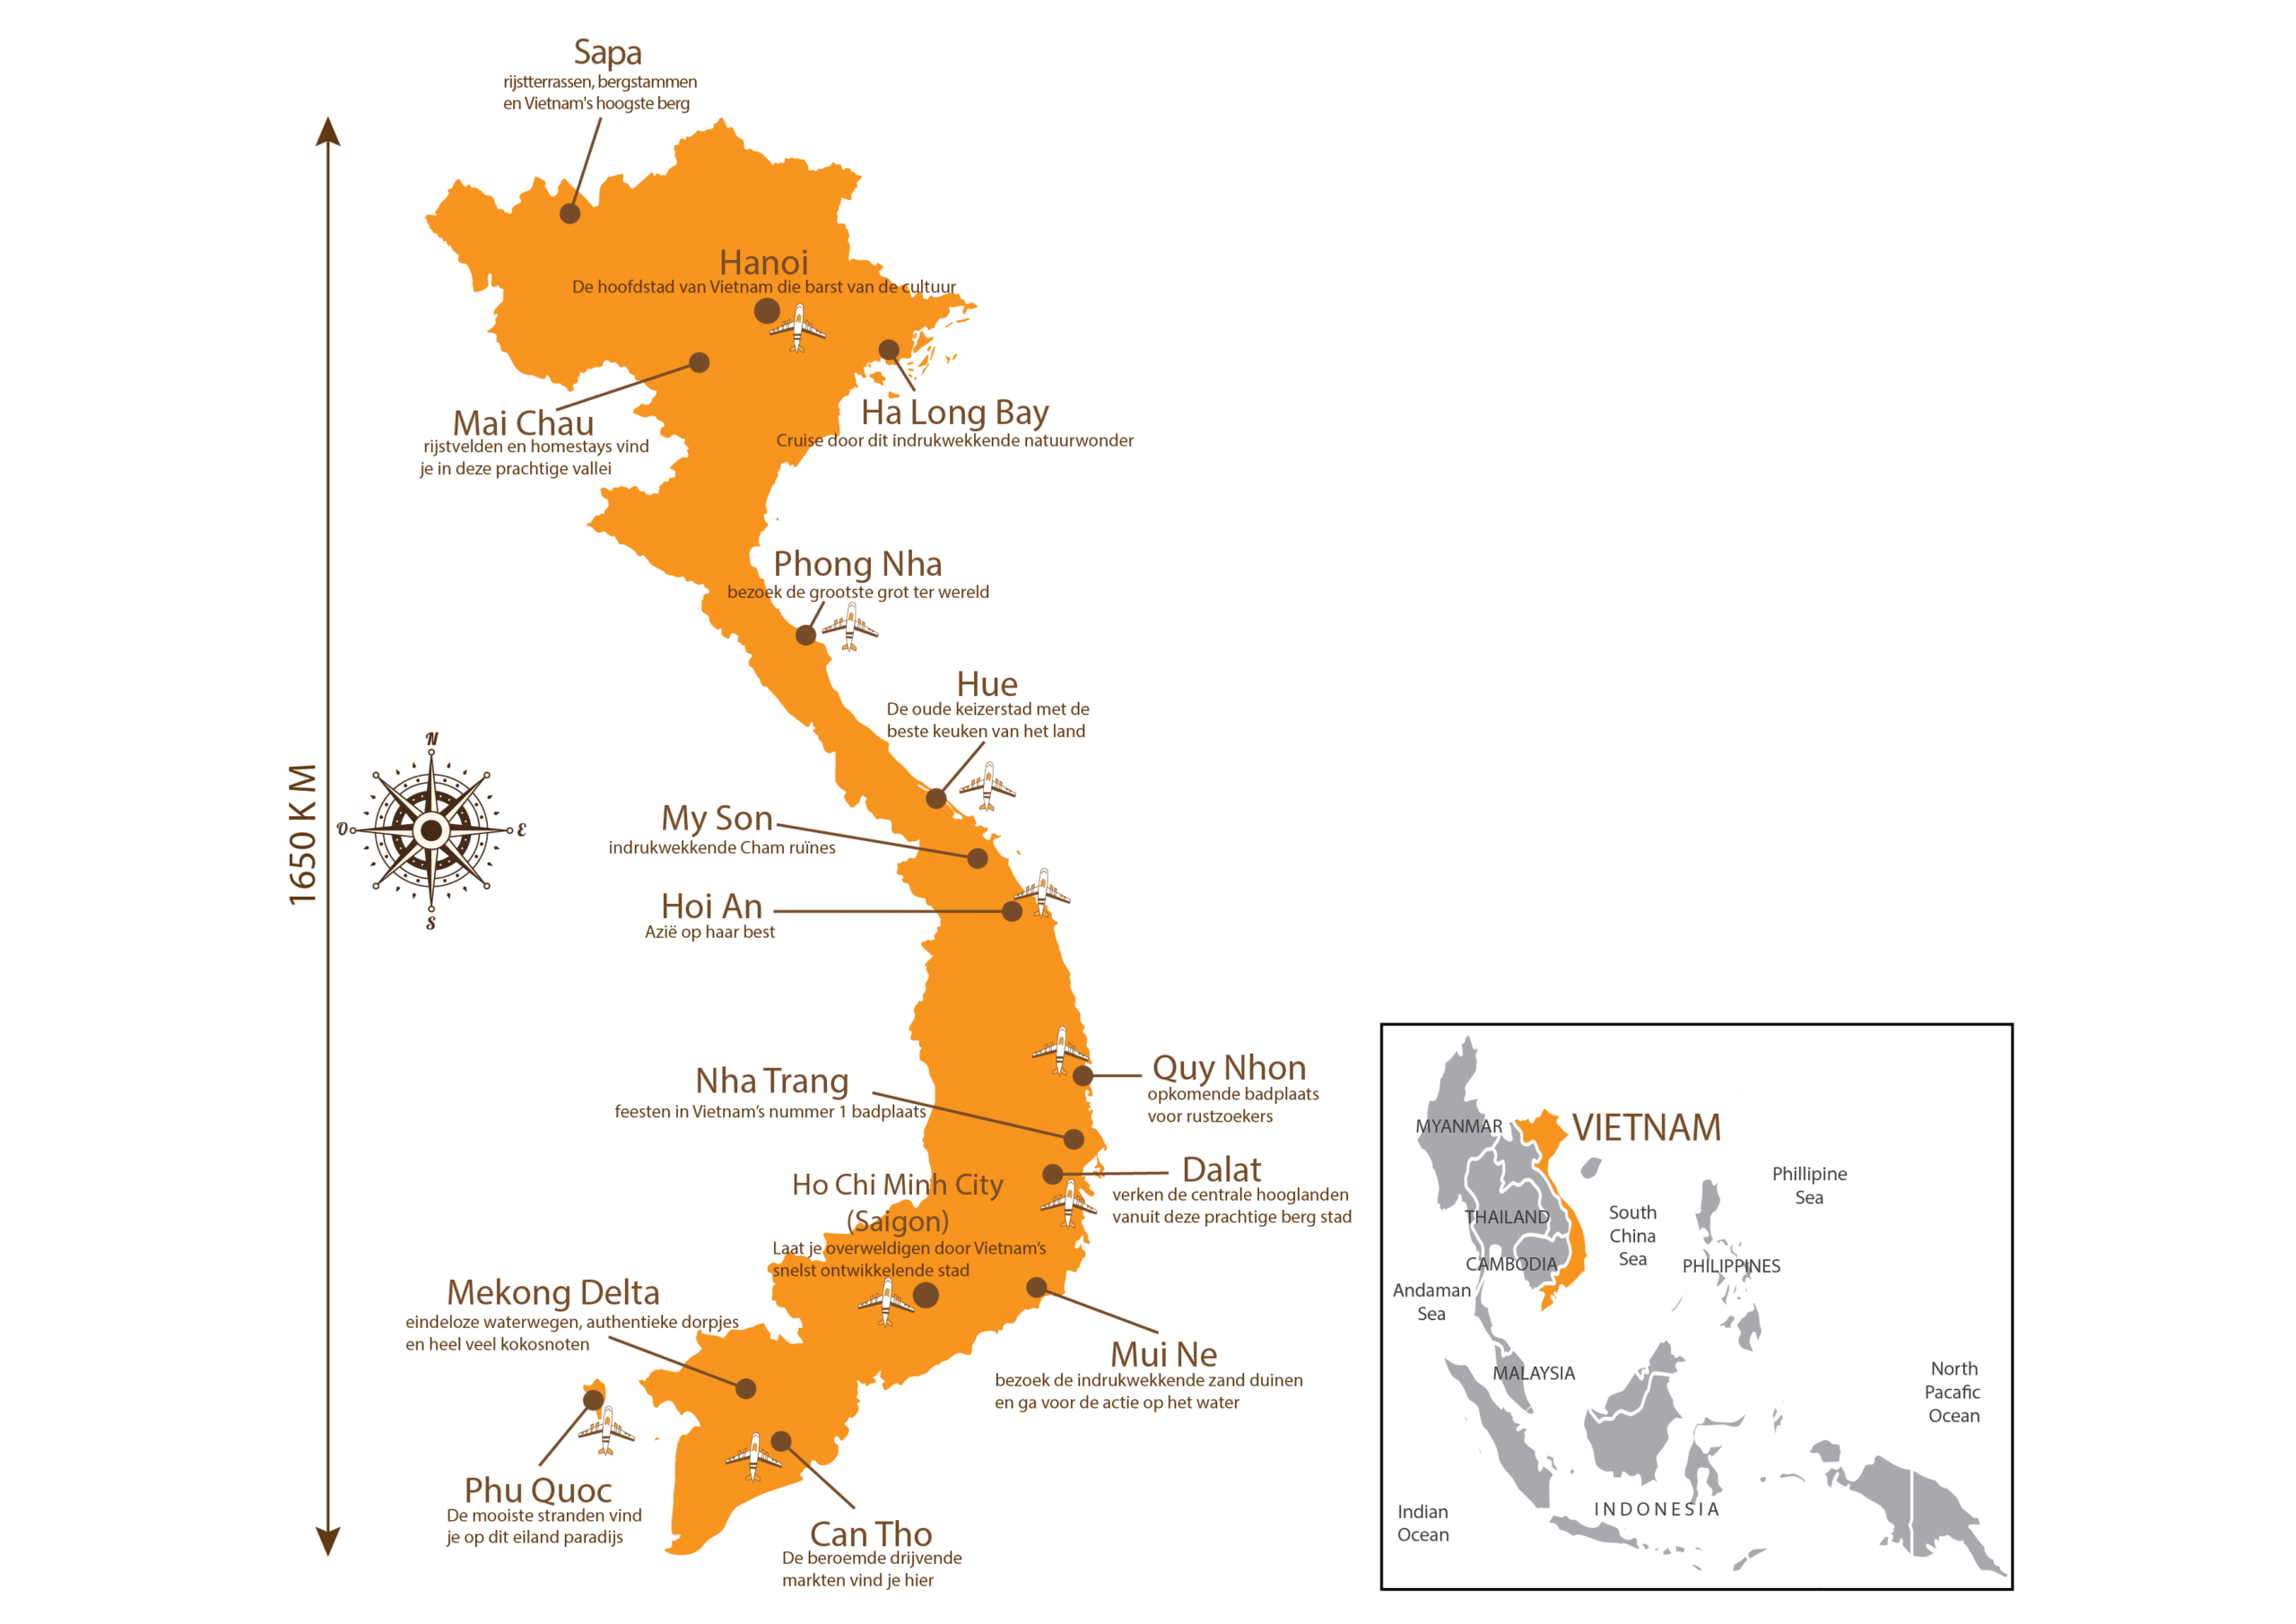 Sapa
rijstterrassen, bergstammen
en Vietnam's hoogste berg
Hanoi
De hoofdstad van Vietnam die barst van de cultuur
Mai Chau
rijstvelden en homestays vind
je in deze prachtige vallei
Ha Long Bay
Cruise door dit indrukwekkende natuurwonder
Phong Nha
bezoek de grootste grot ter wereld
Hue
De oude keizerstad met de
beste keuken van het land
1650 KM
N
O
E
S
My Son
indrukwekkende Cham ruïnes
Hoi An
Azië op haar best
Quy Nhon
opkomende badplaats
voor rustzoekers
Nha Trang
feesten in Vietnam's nummer 1 badplaats
Dalat
verken de centrale hooglanden
vanuit deze prachtige berg stad
Ho Chi Minh City
(Saigon)
Laat je overweldigen door Vietnam's
snelst ontwikkelende stad
Mekong Delta
eindeloze waterwegen, authentieke dorpjes
en heel veel kokosnoten
Mui Ne
bezoek de indrukwekkende zand duinen
en ga voor de actie op het water
Phu Quoc
De mooiste stranden vind
je op dit eiland paradijs
Can Tho
De beroemde drijvende
markten vind je hier
MYANMAR
VIETNAM
Phillipine
Sea
THAILAND
South
China
Sea
CAMBODIA
PHILIPPINES
Andaman
Sea
MALAYSIA
North
Pacafic
Ocean
INDONESIA
Indian
Ocean